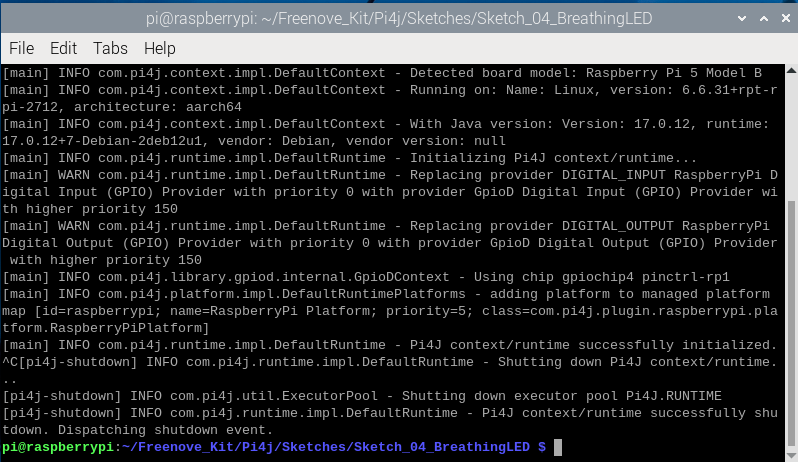 pi@raspberrypi: ~/Freenove_Kit/Pi4j/Sketches/Sketch_04_BreathingLED
File Edit Tabs Help
[main] INFO com.pi4j.context.impl.DefaultContext - Detected board model: Raspberry Pi 5 Model B
[main] INFO com.pi4j.context.impl.DefaultContext - Running on: Name: Linux, version: 6.6.31+rpt-r
pi-2712, architecture: aarch64
[main] INFO com.pi4j.context.impl.DefaultContext - With Java version: Version: 17.0.12, runtime:
17.0.12+7-Debian-2deb12u1, vendor: Debian, vendor version: null
[main] INFO com.pi4j.runtime.impl.DefaultRuntime - Initializing Pi4J context/runtime...
[main] WARN com.pi4j.runtime.impl.DefaultRuntime - Replacing provider DIGITAL_INPUT RaspberryPi D
igital Input (GPIO) Provider with priority 0 with provider GpioD Digital Input (GPIO) Provider wi
th higher priority 150
[main] WARN com.pi4j.runtime.impl.DefaultRuntime - Replacing provider DIGITAL_OUTPUT RaspberryPi
Digital Output (GPIO) Provider with priority 0 with provider GpioD Digital Output (GPIO) Provider
 with higher priority 150
[main] INFO com.pi4j.library.gpiod.internal.GpioDContext - Using chip gpiochip4 pinctrl-rp1
[main] INFO com.pi4j.platform.impl.DefaultRuntimePlatforms - adding platform to managed platform
map [id=raspberrypi; name=RaspberryPi Platform; priority=5; class=com.pi4j.plugin.raspberrypi.pla
tform.RaspberryPiPlatform]
[main] INFO com.pi4j.runtime.impl.DefaultRuntime - Pi4J context/runtime successfully initialized.
^C[pi4j-shutdown] INFO com.pi4j.runtime.impl.DefaultRuntime - Shutting down Pi4J context/runtime.
..
[pi4j-shutdown] INFO com.pi4j.util.ExecutorPool - Shutting down executor pool Pi4J.RUNTIME
[pi4j-shutdown] INFO com.pi4j.runtime.impl.DefaultRuntime - Pi4J context/runtime successfully shu
tdown. Dispatching shutdown event.
pi@raspberrypi:~/Freenove_Kit/Pi4j/Sketches/Sketch_04_BreathingLED $